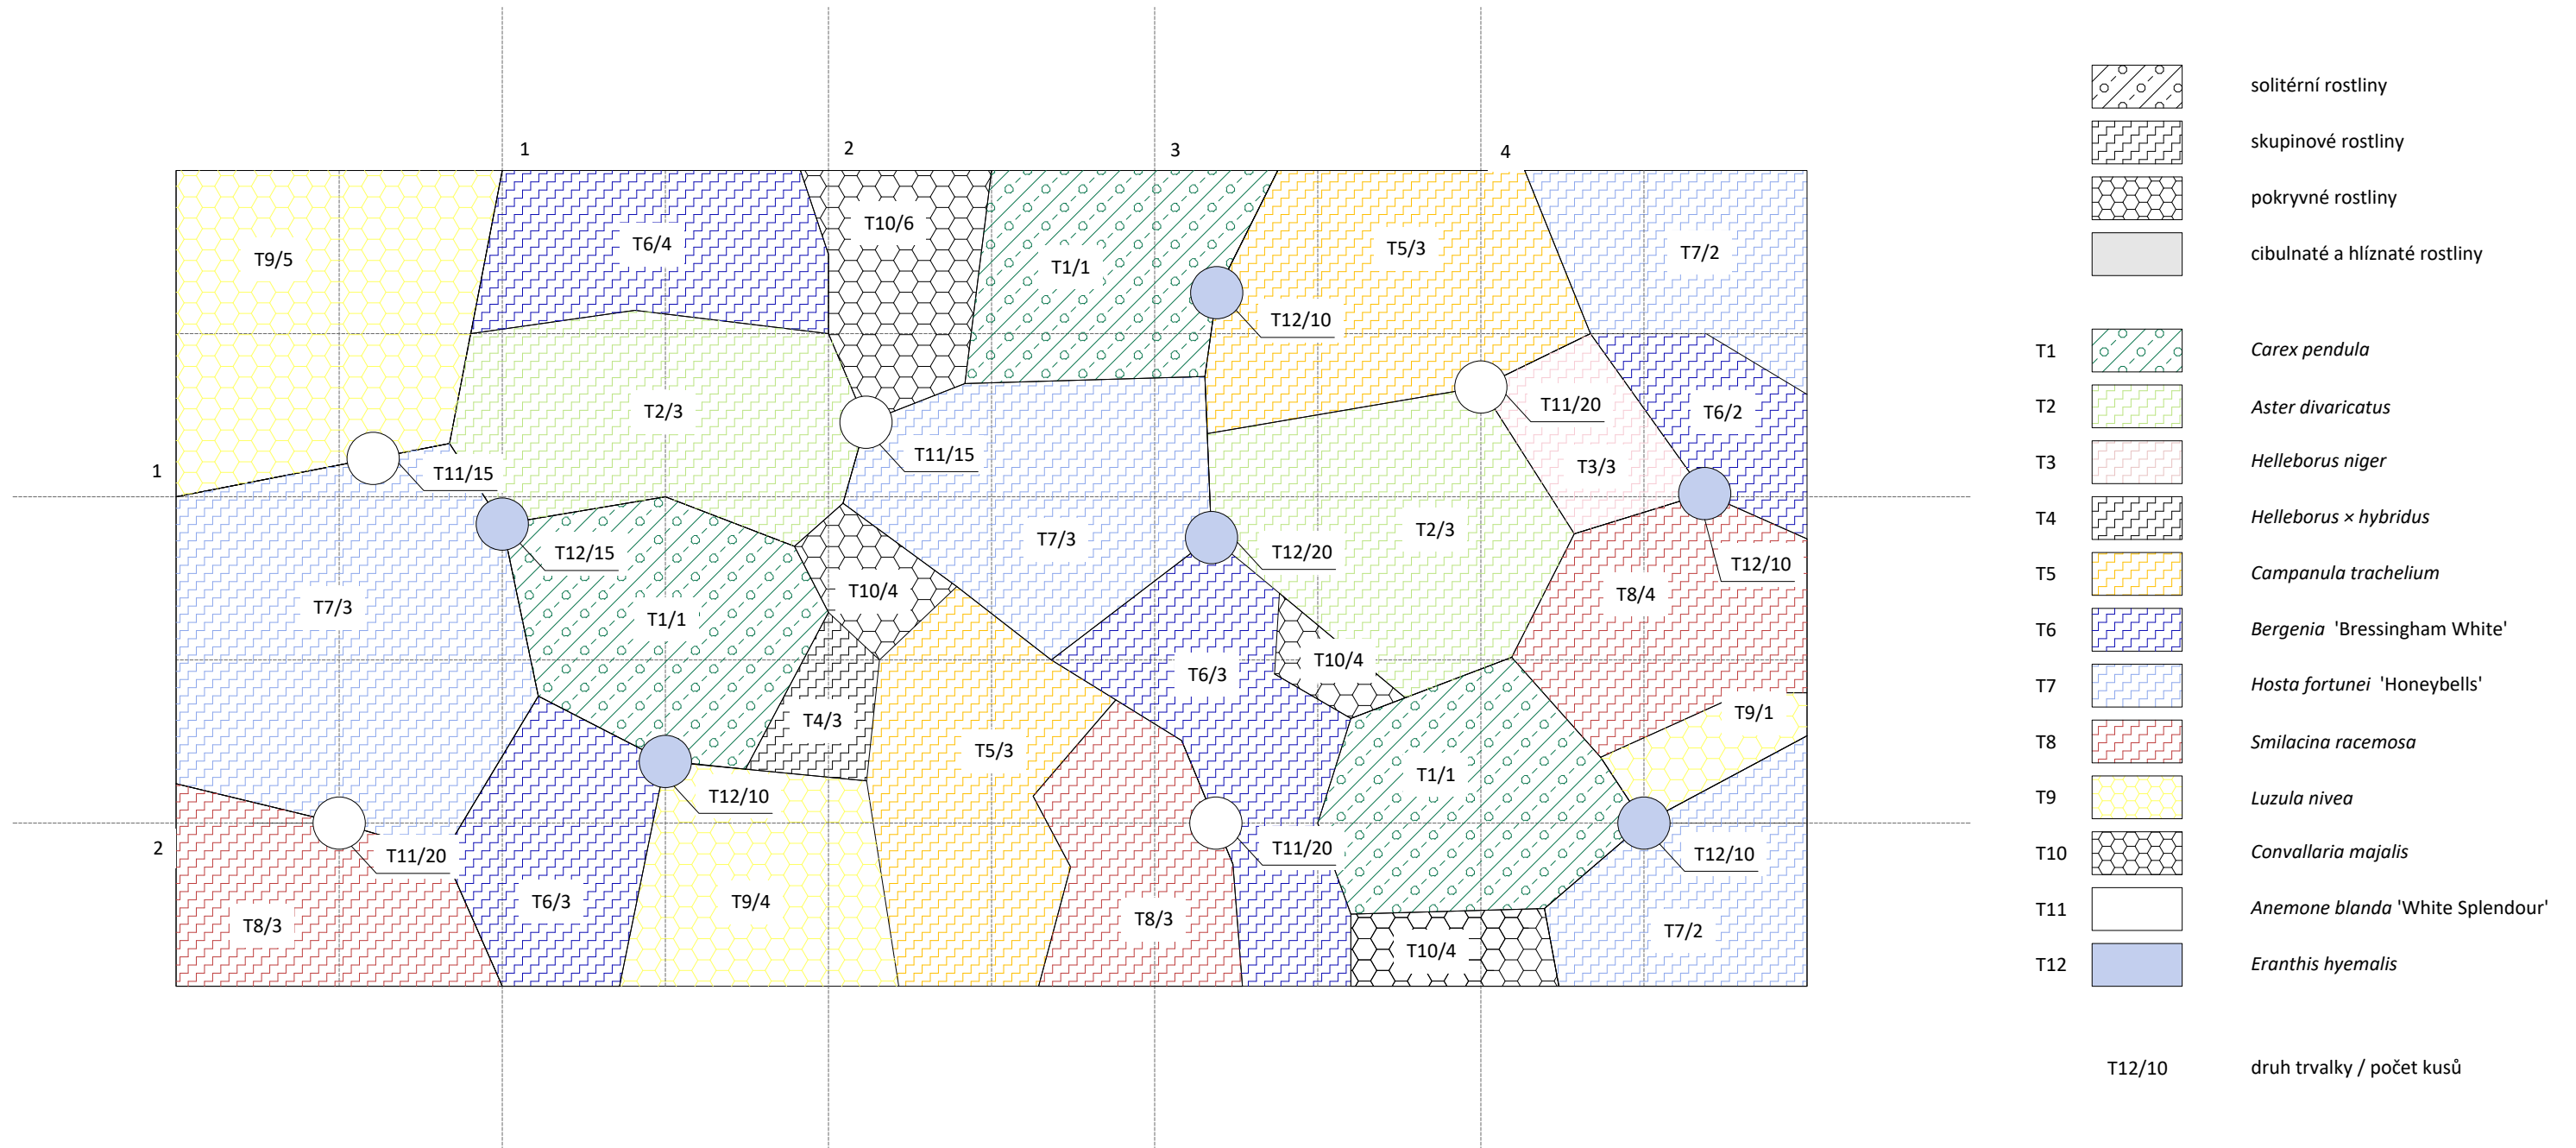 1
2
3
4
T9/5
T6/4
T10/6
T1/1
T5/3
T7/2
T12/10
T2/3
T11/20
T6/2
T11/15
T11/15
T3/3
1
T12/15
T7/3
T12/20
T2/3
T12/10
T7/3
T1/1
T10/4
T8/4
T10/4
T6/3
T4/3
T5/3
T9/1
T12/10
T1/1
2
T11/20
T11/20
T12/10
T8/3
T6/3
T9/4
T8/3
T10/4
T7/2
solitérní rostliny
skupinové rostliny
pokryvné rostliny
cibulnaté a hlíznaté rostliny
T1 Carex pendula
T2 Aster divaricatus
T3 Helleborus niger
T4 Helleborus × hybridus
T5 Campanula trachelium
T6 Bergenia 'Bressingham White'
T7 Hosta fortunei 'Honeybells'
T8 Smilacina racemosa
T9 Luzula nivea
T10 Convallaria majalis
T11 Anemone blanda 'White Splendour'
T12 Eranthis hyemalis
T12/10 druh trvalky / počet kusů